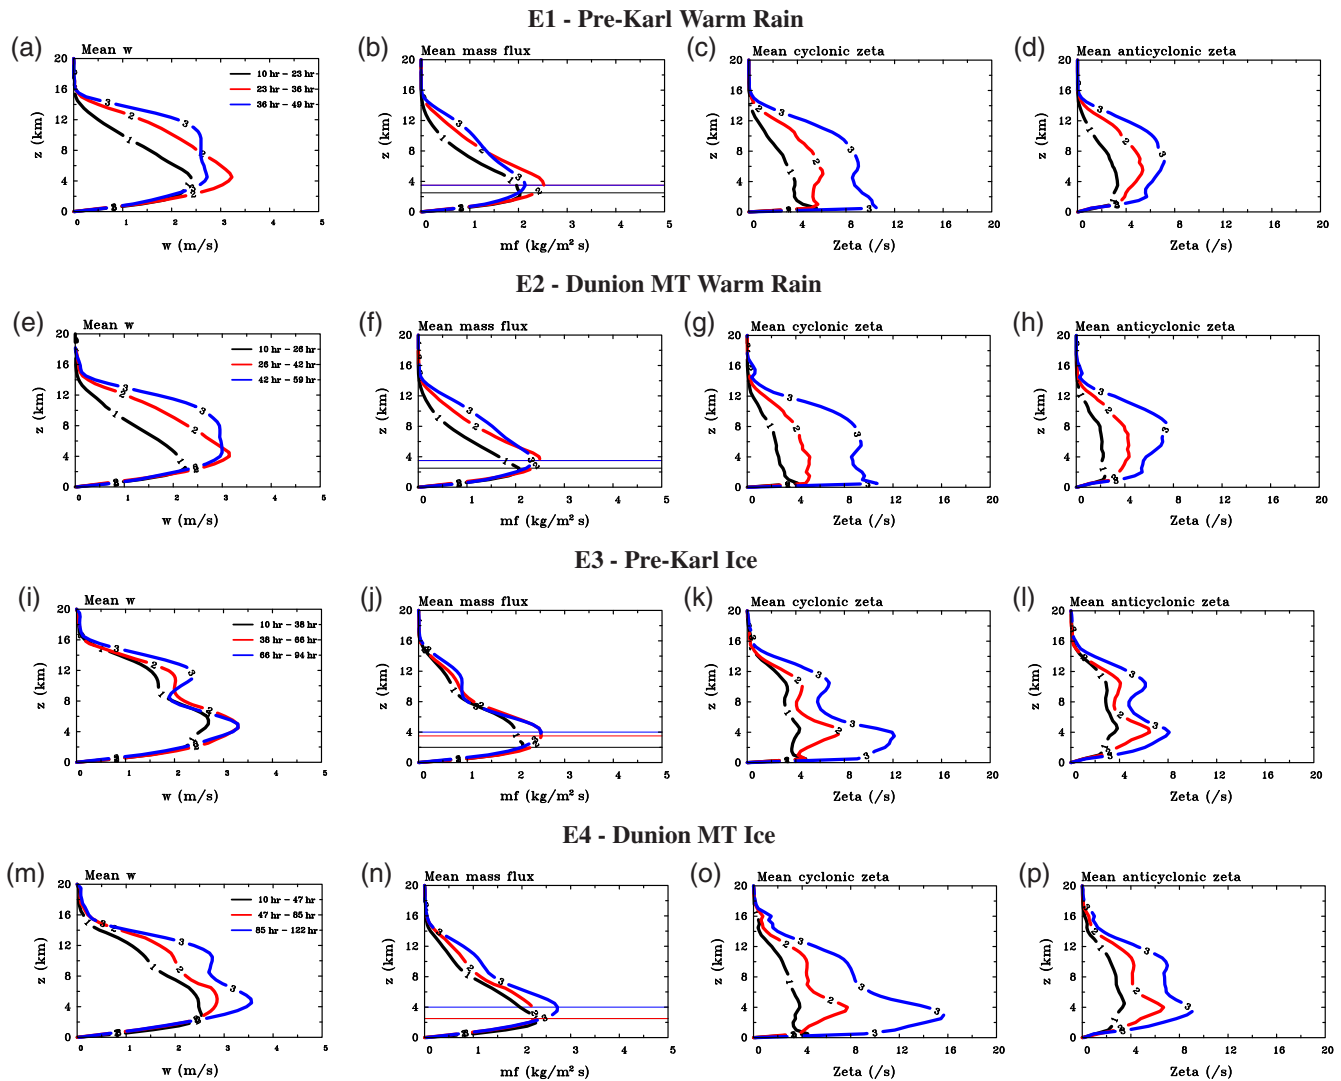 E1 - Pre-Karl Warm Rain
(a) Mean w
(b) Mean mass flux
(c) Mean cyclonic zeta
(d) Mean anticyclonic zeta
10 hr - 23 hr
23 hr - 36 hr
36 hr - 49 hr
z (km)
w (m/s)
z (km)
mf (kg/m² s)
z (km)
Zeta (/s)
z (km)
Zeta (/s)
E2 - Dunion MT Warm Rain
(e) Mean w
(f) Mean mass flux
(g) Mean cyclonic zeta
(h) Mean anticyclonic zeta
10 hr - 26 hr
26 hr - 42 hr
42 hr - 59 hr
z (km)
w (m/s)
z (km)
mf (kg/m² s)
z (km)
Zeta (/s)
z (km)
Zeta (/s)
E3 - Pre-Karl Ice
(i) Mean w
(j) Mean mass flux
(k) Mean cyclonic zeta
(l) Mean anticyclonic zeta
10 hr - 38 hr
38 hr - 66 hr
66 hr - 94 hr
z (km)
w (m/s)
z (km)
mf (kg/m² s)
z (km)
Zeta (/s)
z (km)
Zeta (/s)
E4 - Dunion MT Ice
(m) Mean w
(n) Mean mass flux
(o) Mean cyclonic zeta
(p) Mean anticyclonic zeta
10 hr - 47 hr
47 hr - 85 hr
85 hr - 122 hr
z (km)
w (m/s)
z (km)
mf (kg/m² s)
z (km)
Zeta (/s)
z (km)
Zeta (/s)